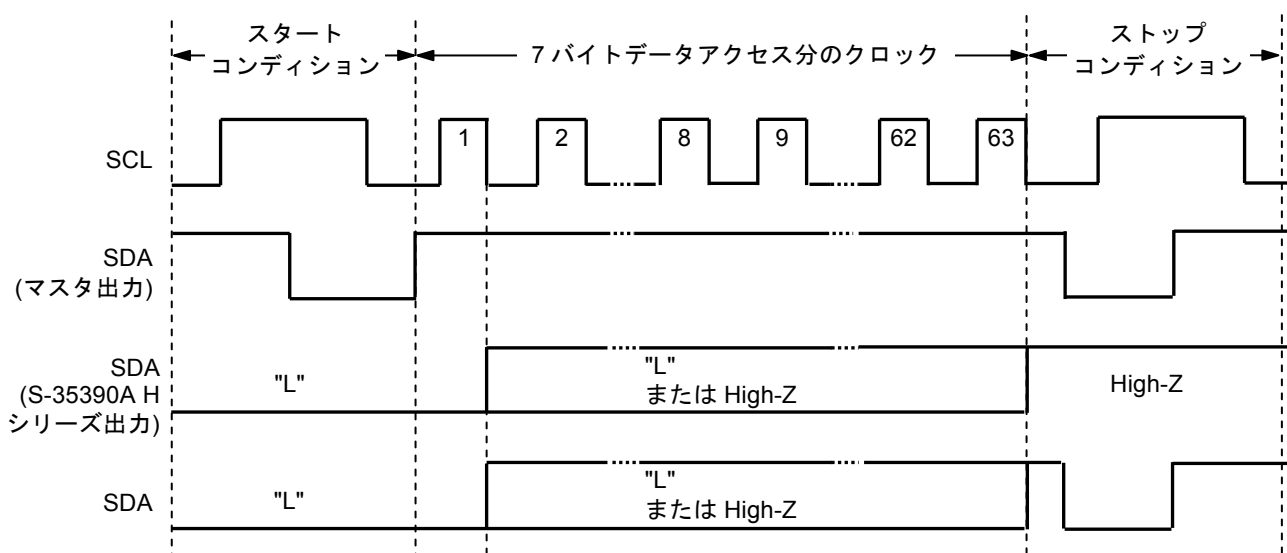 スタート
コンディション
7 バイトデータアクセス分のクロック
ストップ
コンディション
SCL
1
2
8
9
62
63
SDA
(マスタ出力)
SDA
(S-35390A H
シリーズ出力)
"L"
"L"
または High-Z
High-Z
SDA
"L"
"L"
または High-Z